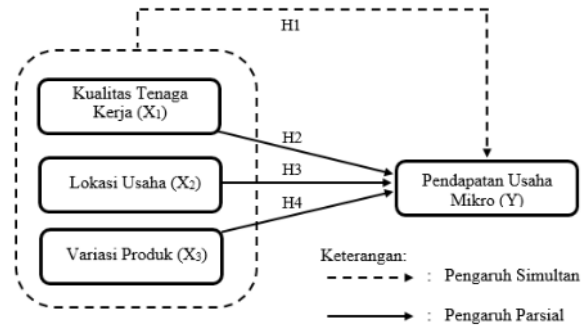 H1
Kualitas Tenaga
Kerja (X1)
H2
Lokasi Usaha (X2)
H3
Pendapatan Usaha
Mikro (Y)
H4
Variasi Produk (X3)
Keterangan:
: Pengaruh Simultan
: Pengaruh Parsial